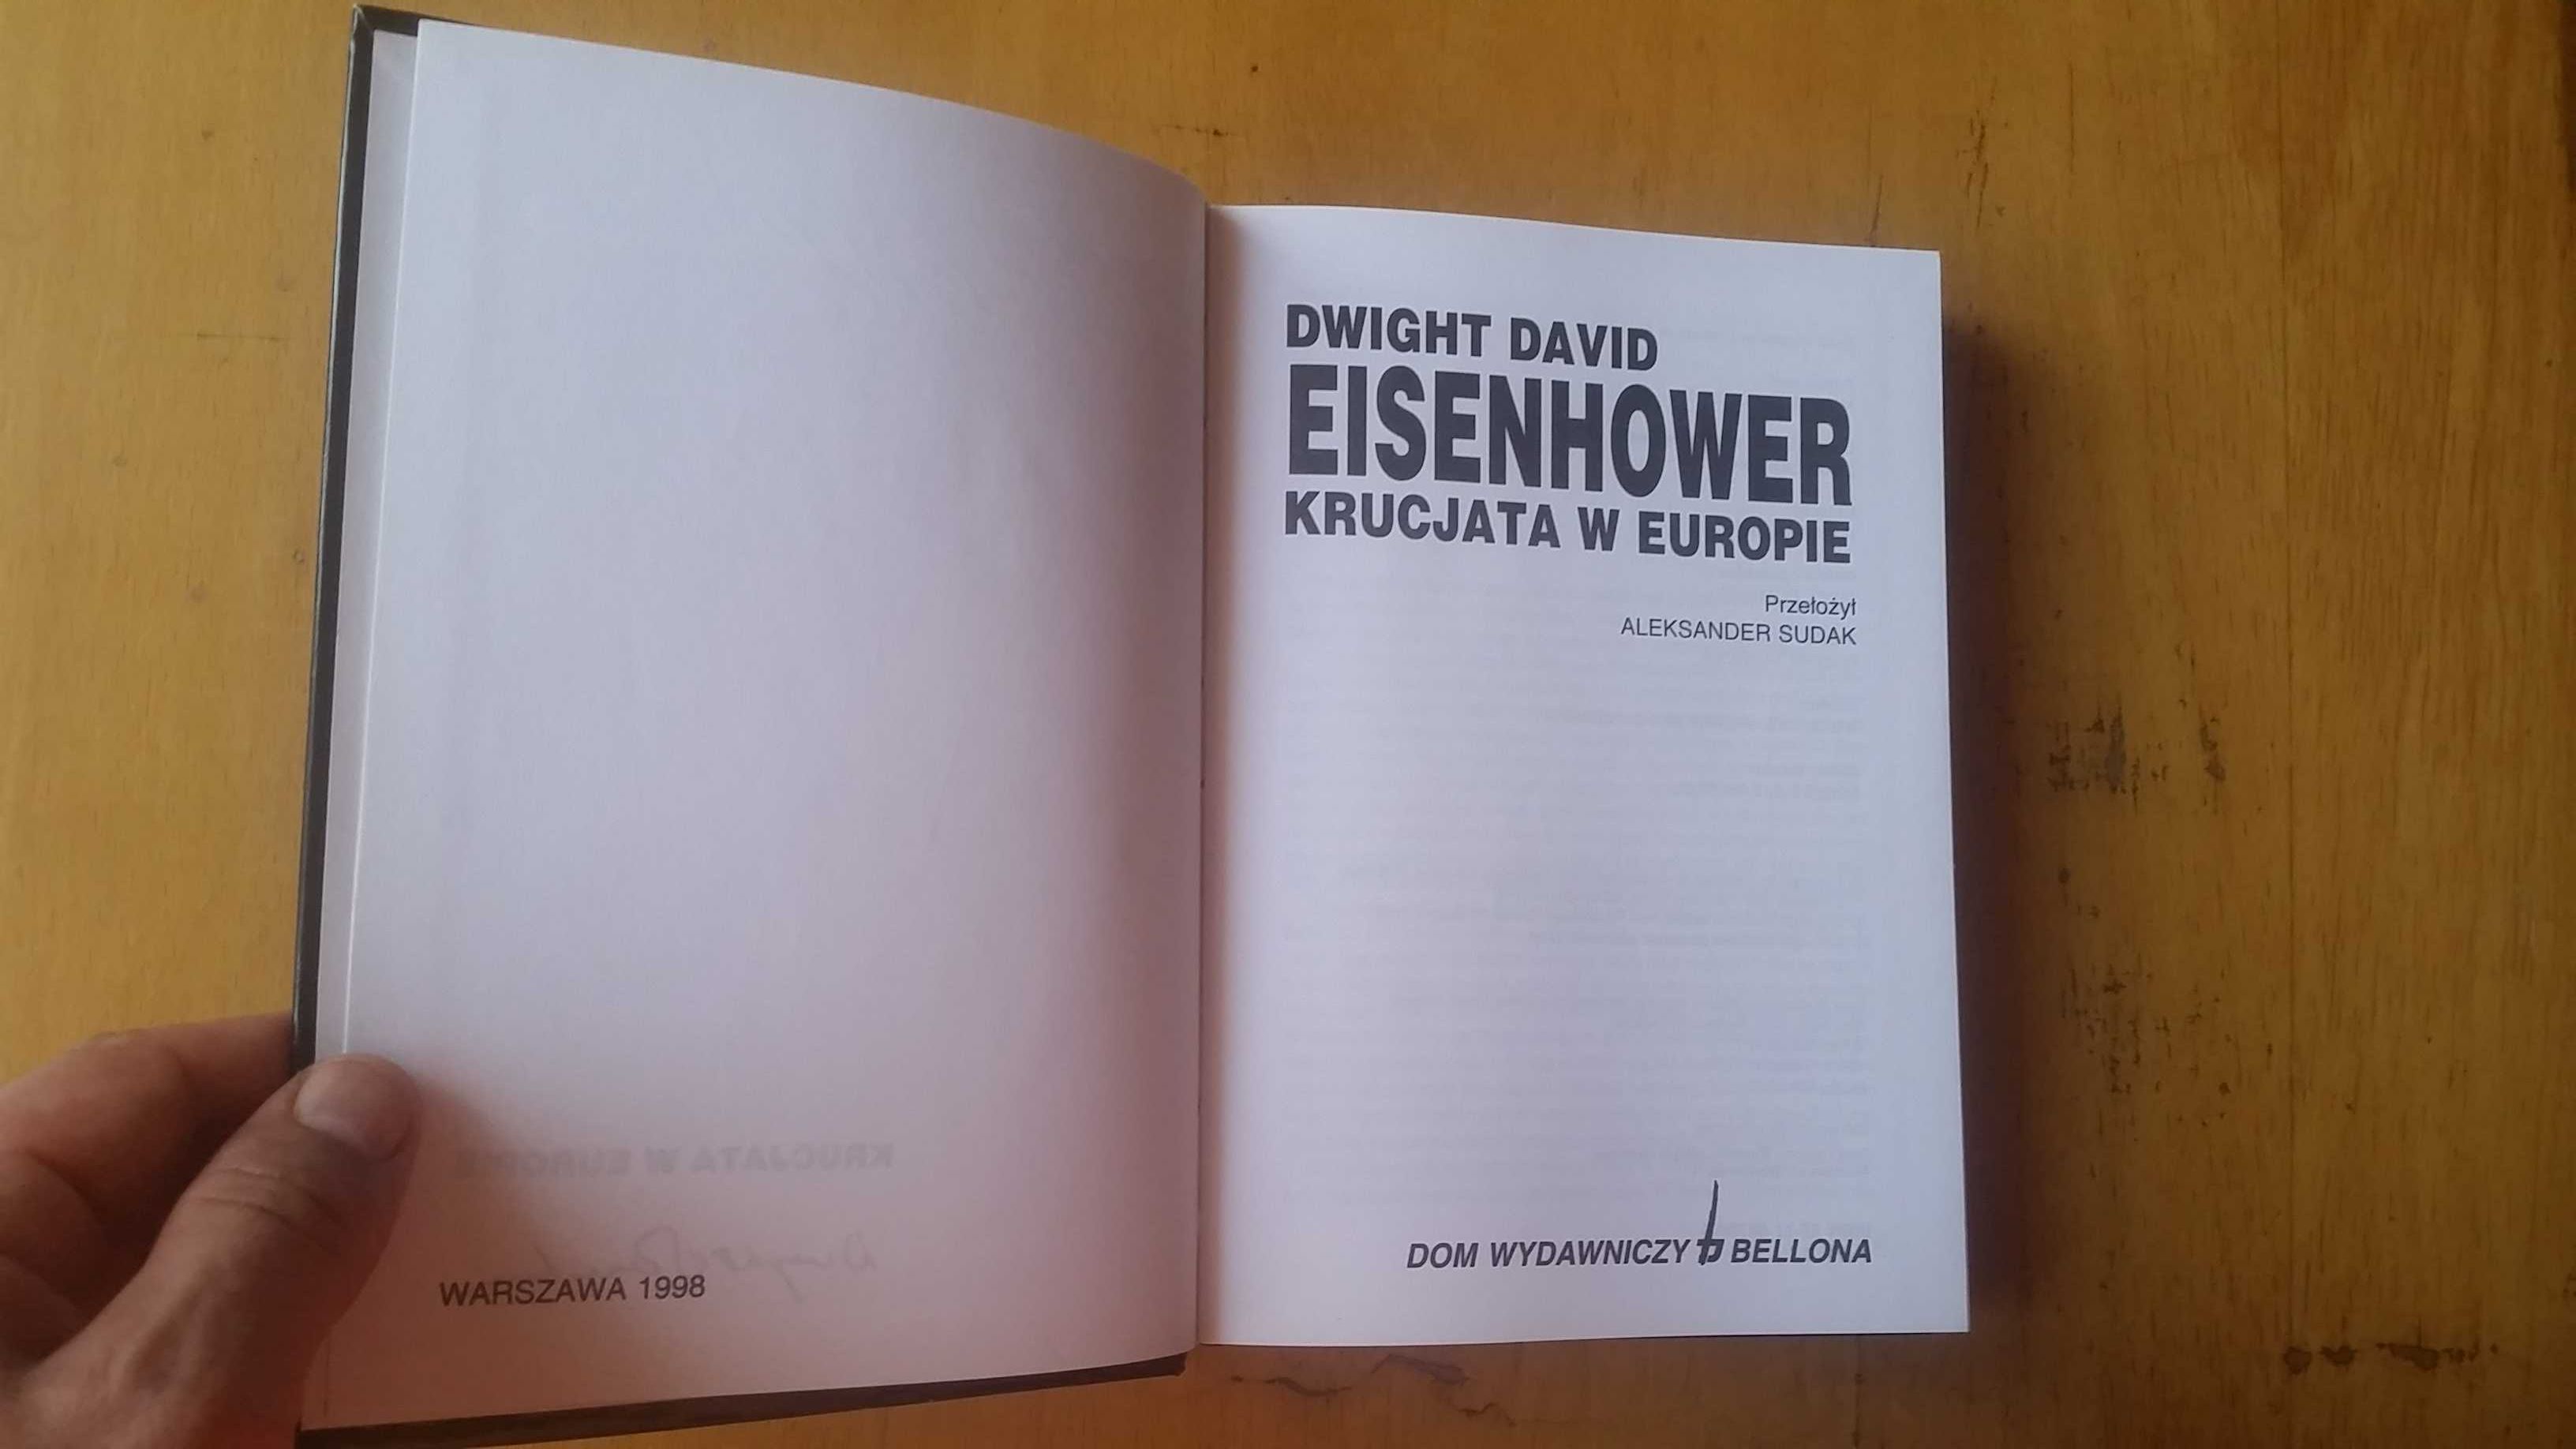 WARSZAWA 1998
DWIGHT DAVID
EISENHOWER
KRUCJATA W EUROPIE
Przełożył
ALEKSANDER SUDAK
DOM WYDAWNICZY BELLONA